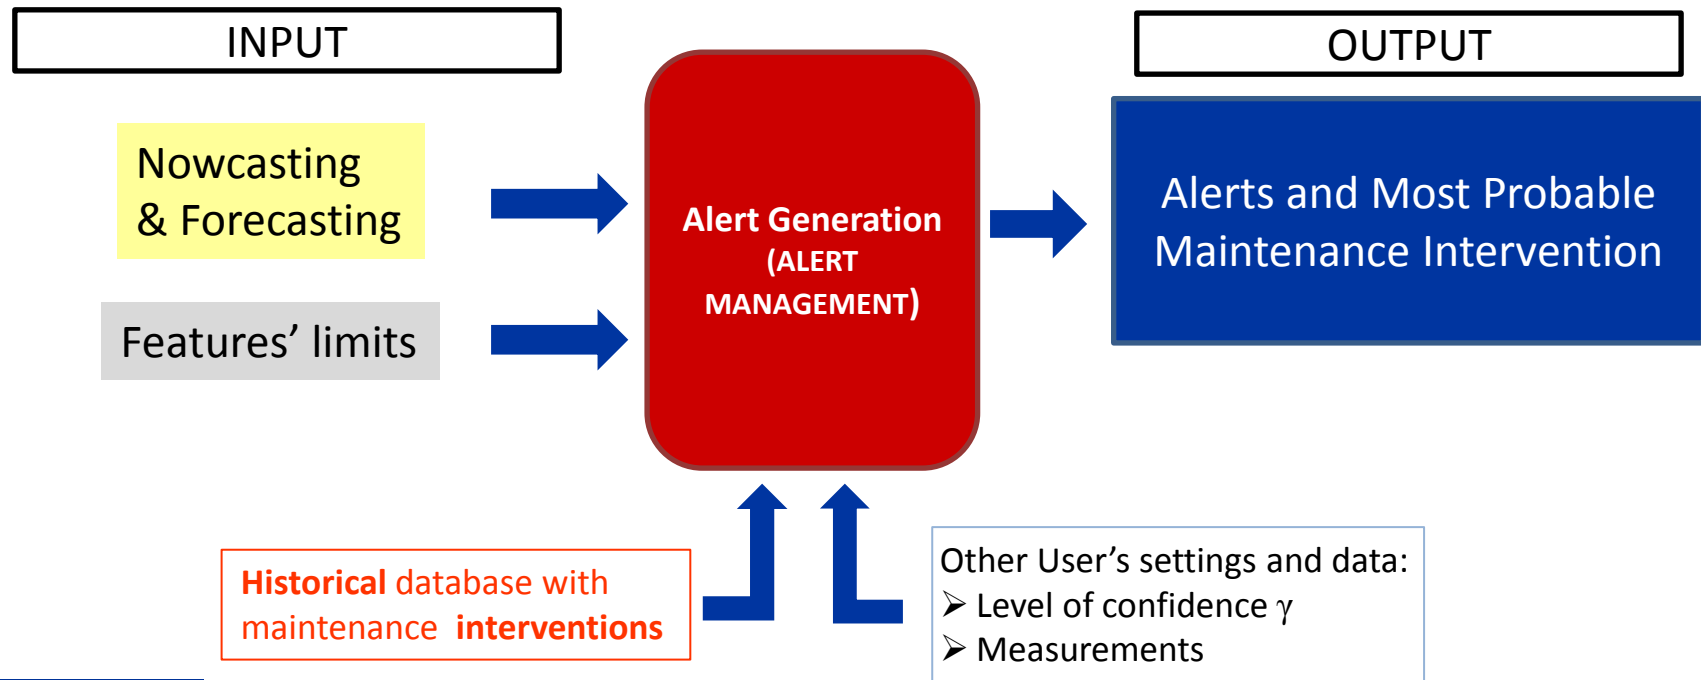 INPUT
OUTPUT
Nowcasting
& Forecasting
Features’ limits
Alert Generation
(ALERT
MANAGEMENT)
Alerts and Most Probable
Maintenance Intervention
Historical database with
maintenance interventions
Other User’s settings and data:
➢ Level of confidence γ
➢ Measurements